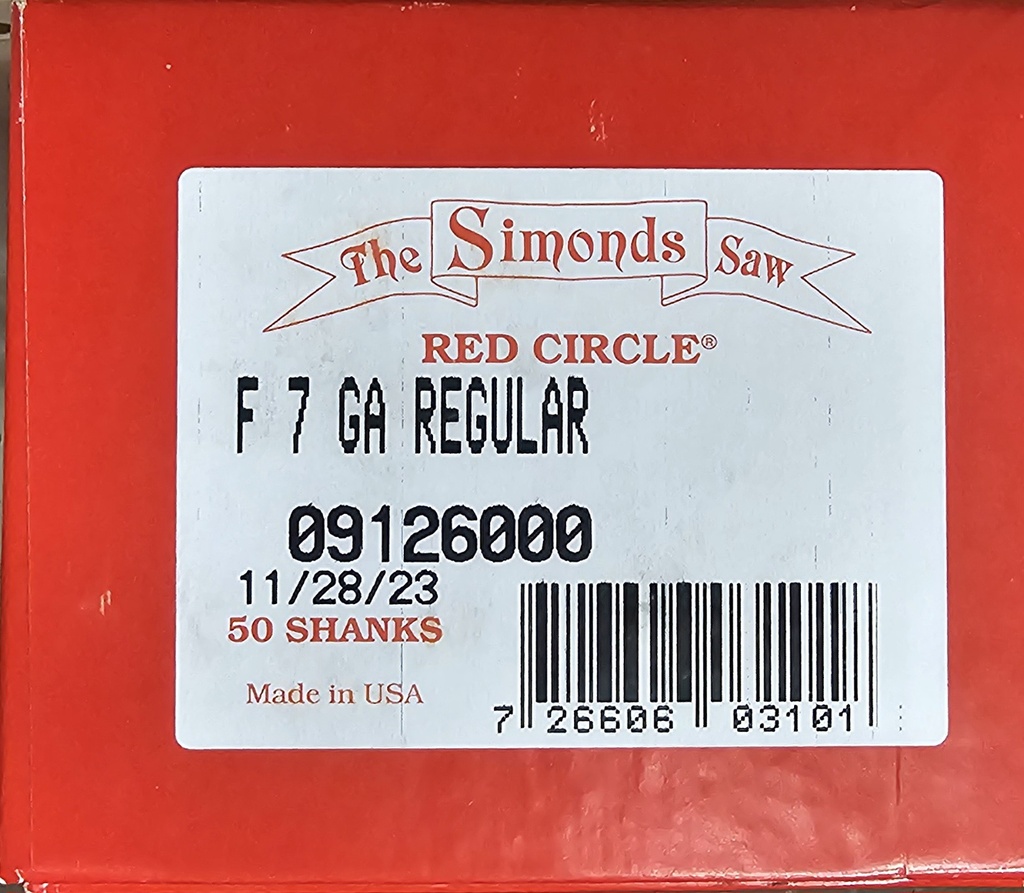 The Simonds Saw
RED CIRCLE®
F 7 GA REGULAR
09126000
11/28/23
50 SHANKS
Made in USA
7 26606 03101